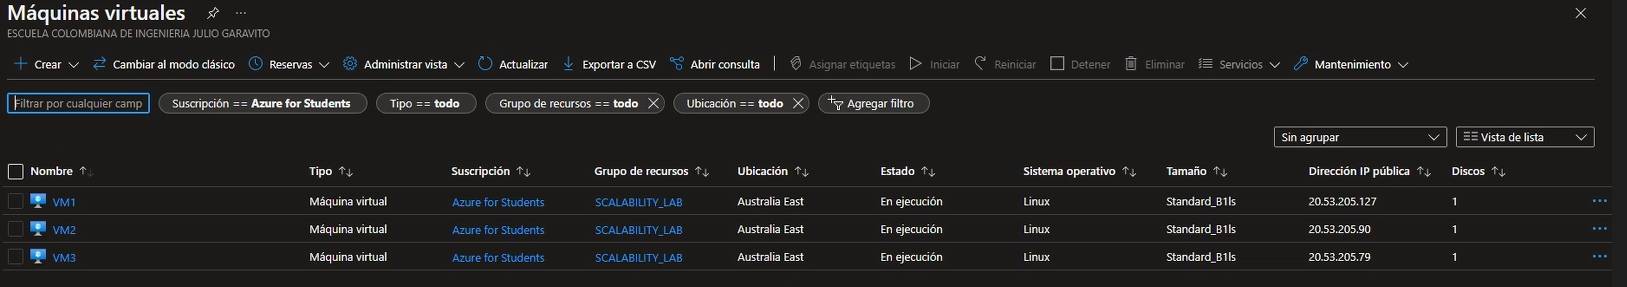 Máquinas virtuales
ESCUELA COLOMBIANA DE INGENIERIA JULIO GARAVITO
Crear Cambiar al modo clásico Reservas Administrar vista Actualizar Exportar a CSV Abrir consulta Asignar etiquetas Iniciar Reiniciar Detener Eliminar Servicios Mantenimiento
Filtrar por cualquier camp Suscripción == Azure for Students Tipo == todo Grupo de recursos == todo Ubicación == todo Agregar filtro
Sin agrupar Vista de lista
Nombre Tipo Suscripción Grupo de recursos Ubicación Estado Sistema operativo Tamaño Dirección IP pública Discos
VM1 Máquina virtual Azure for Students SCALABILITY_LAB Australia East En ejecución Linux Standard_B1ls 20.53.205.127 1
VM2 Máquina virtual Azure for Students SCALABILITY_LAB Australia East En ejecución Linux Standard_B1ls 20.53.205.90 1
VM3 Máquina virtual Azure for Students SCALABILITY_LAB Australia East En ejecución Linux Standard_B1ls 20.53.205.79 1